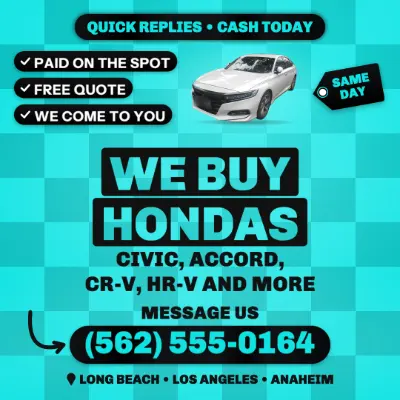 QUICK REPLIES • CASH TODAY
✓ PAID ON THE SPOT
✓ FREE QUOTE
✓ WE COME TO YOU
SAME
DAY
WE BUY
HONDAS
CIVIC, ACCORD,
CR-V, HR-V AND MORE
MESSAGE US
(562) 555-0164
LONG BEACH • LOS ANGELES • ANAHEIM